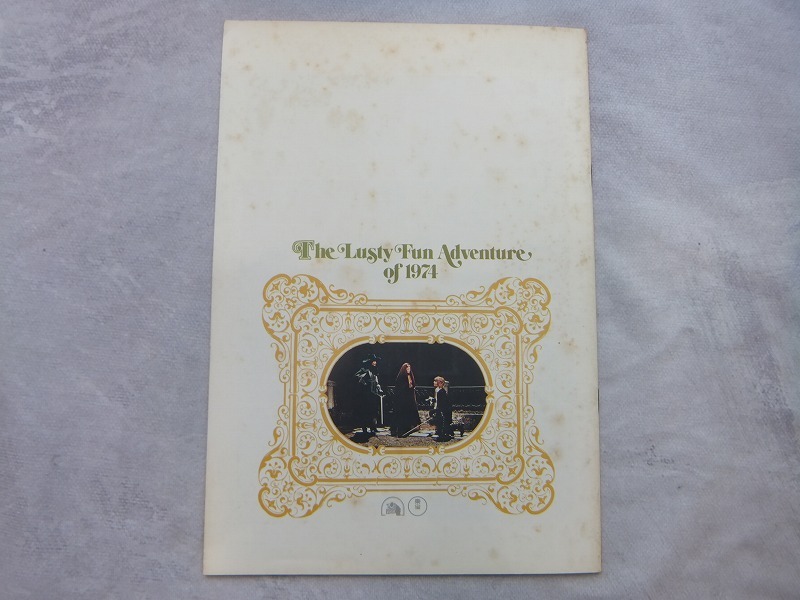 The Lusty Fun Adventure
of 1974